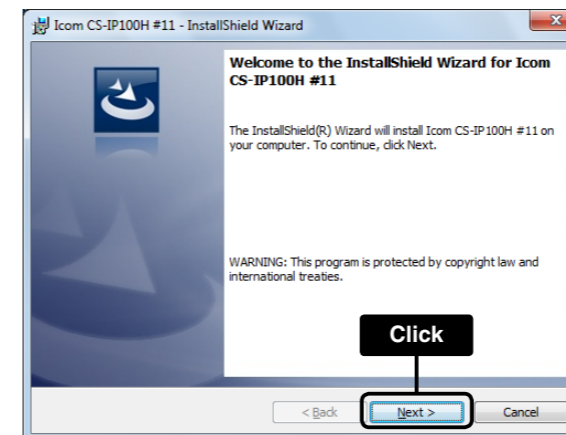 Icom CS-IP100H #11 - InstallShield Wizard
Welcome to the InstallShield Wizard for Icom
CS-IP100H #11
The InstallShield(R) Wizard will install Icom CS-IP100H #11 on
your computer. To continue, click Next.
WARNING: This program is protected by copyright law and
international treaties.
Click
< Back
Next >
Cancel